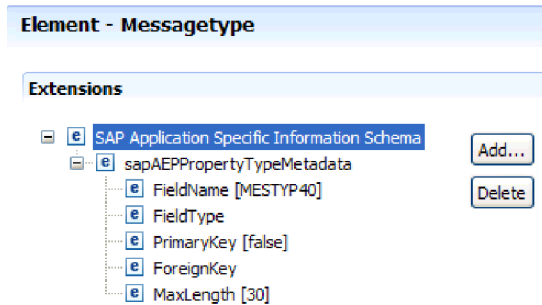 Element - Messagetype
Extensions
SAP Application Specific Information Schema
Add...
sapAEPPropertyTypeMetadata
FieldName [MESTYP40]
Delete
FieldType
PrimaryKey [false]
ForeignKey
MaxLength [30]